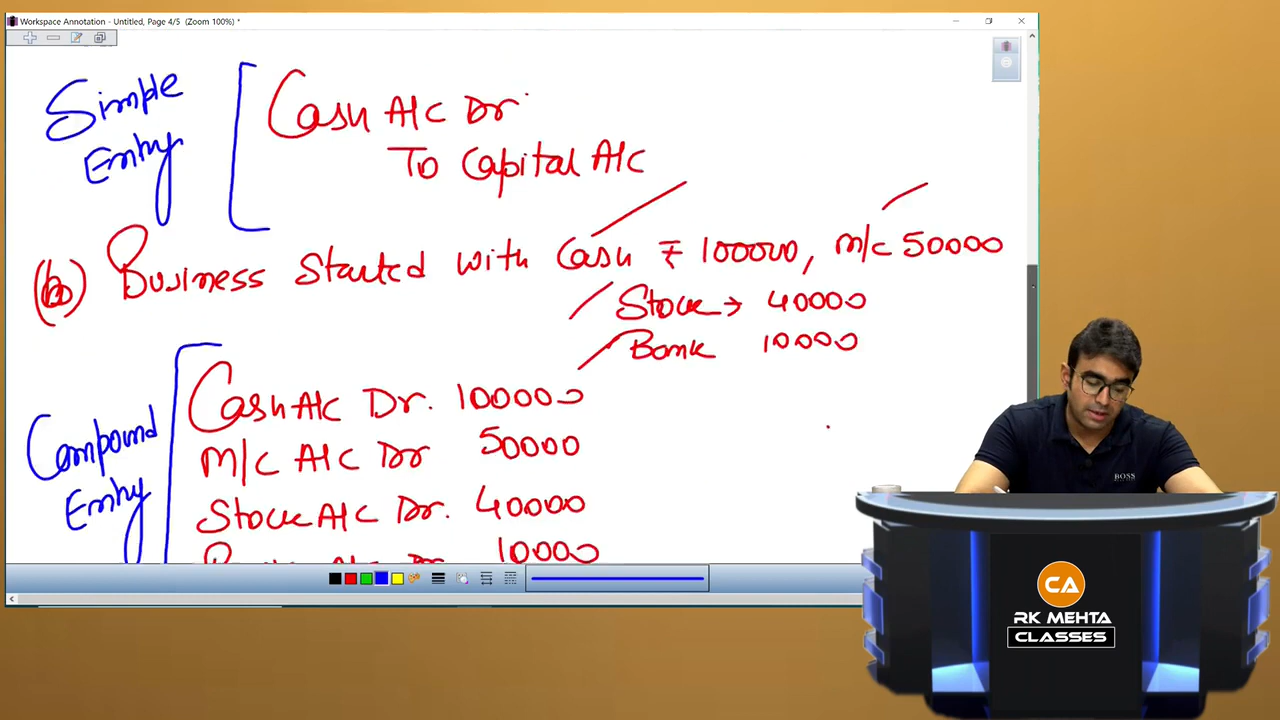 Workspace Annotation - Untitled, Page 4/5 (Zoom 100%) *
Simple
Entry
Cash A/c Dr
To Capital A/c
(b) Business Started with Cash ₹ 100000, M/c 50000
Stock → 40000
Bank 10000
Compound
Entry
Cash A/c Dr. 100000
M/c A/c Dr 50000
Stock A/c Dr. 40000
10000
BOSS
CA
RK MEHTA
CLASSES